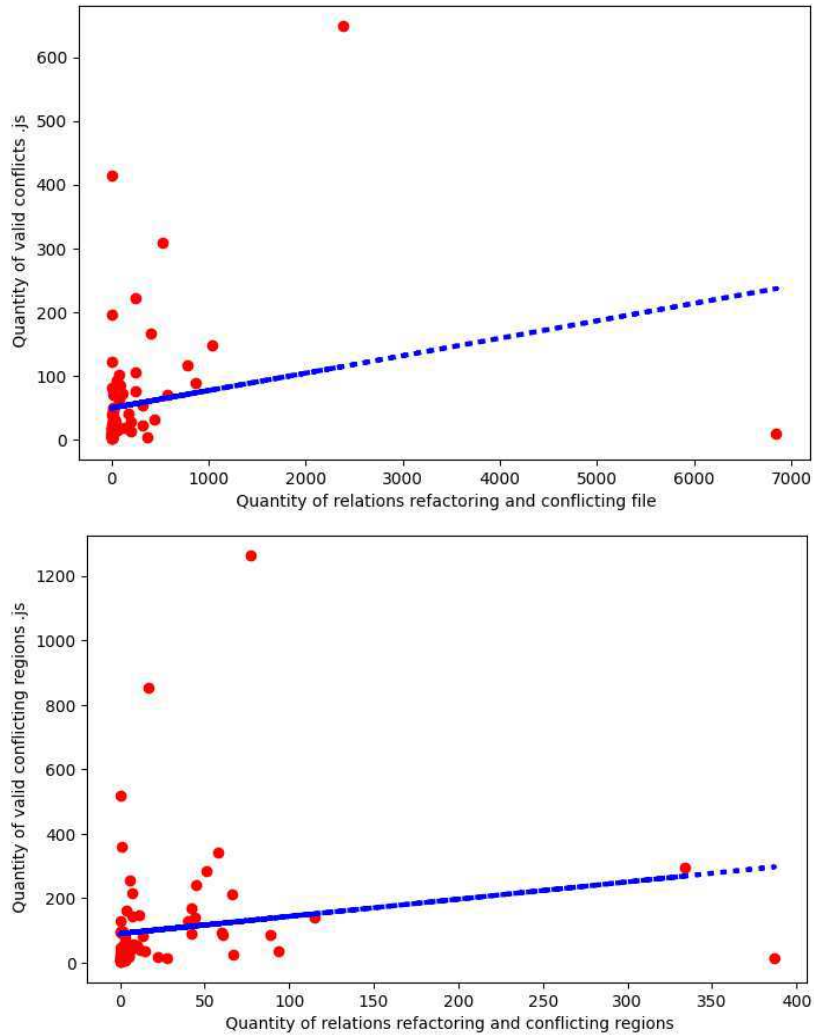 600
500
400
300
200
100
0
Quantity of valid conflicts .js
0 1000 2000 3000 4000 5000 6000 7000
Quantity of relations refactoring and conflicting file
1200
1000
800
600
400
200
0
Quantity of valid conflicting regions .js
0 50 100 150 200 250 300 350 400
Quantity of relations refactoring and conflicting regions